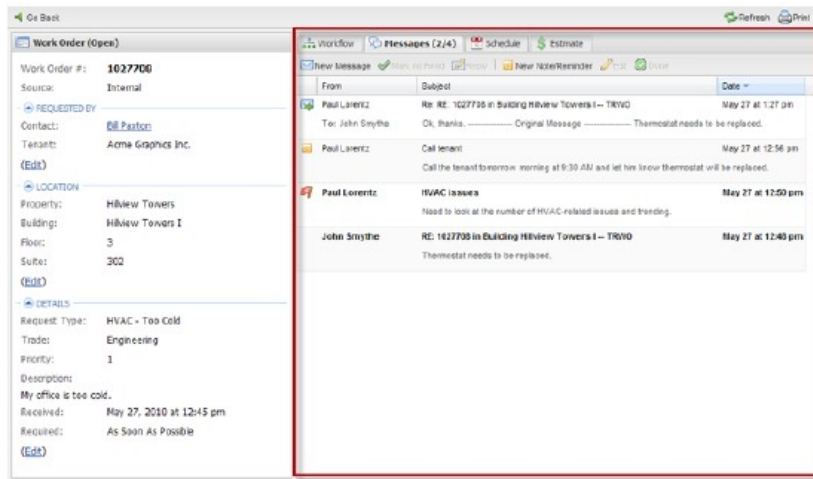 Go Back
Refresh Print
Work Order (Open)
Work Order #: 1027708
Source: Internal
REQUESTED BY
Contact: Bill Paxton
Tenant: Acme Graphics Inc.
(Edit)
LOCATION
Property: Hillview Towers
Building: Hillview Towers I
Floor: 3
Suite: 302
(Edit)
DETAILS
Request Type: HVAC - Too Cold
Trade: Engineering
Priority: 1
Description:
My office is too cold.
Received: May 27, 2010 at 12:45 pm
Required: As Soon As Possible
(Edit)
Workflow Messages (2/4) Schedule Estimate
New Message Mark As Read Reply New Note/Reminder Edit Done
From Subject Date
Paul Lorentz Re: RE: 1027708 in Building Hillview Towers I -- TRWO May 27 at 1:27 pm
To: John Smythe Ok, thanks. -------------- Original Message -------------- Thermostat needs to be replaced.
Paul Lorentz Call tenant May 27 at 12:56 pm
Call the tenant tomorrow morning at 9:30 AM and let him know thermostat will be replaced.
Paul Lorentz HVAC issues May 27 at 12:50 pm
Need to look at the number of HVAC-related issues and trending.
John Smythe RE: 1027708 in Building Hillview Towers I -- TRWO May 27 at 12:48 pm
Thermostat needs to be replaced.